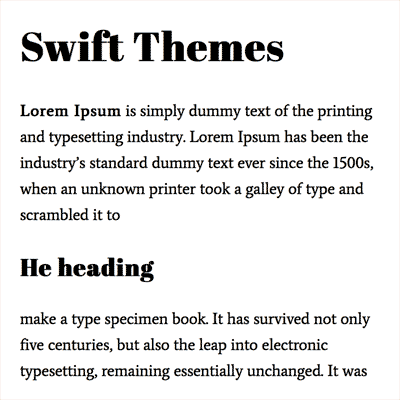 Swift Themes
Lorem Ipsum is simply dummy text of the printing
and typesetting industry. Lorem Ipsum has been the
industry’s standard dummy text ever since the 1500s,
when an unknown printer took a galley of type and
scrambled it to
He heading
make a type specimen book. It has survived not only
five centuries, but also the leap into electronic
typesetting, remaining essentially unchanged. It was